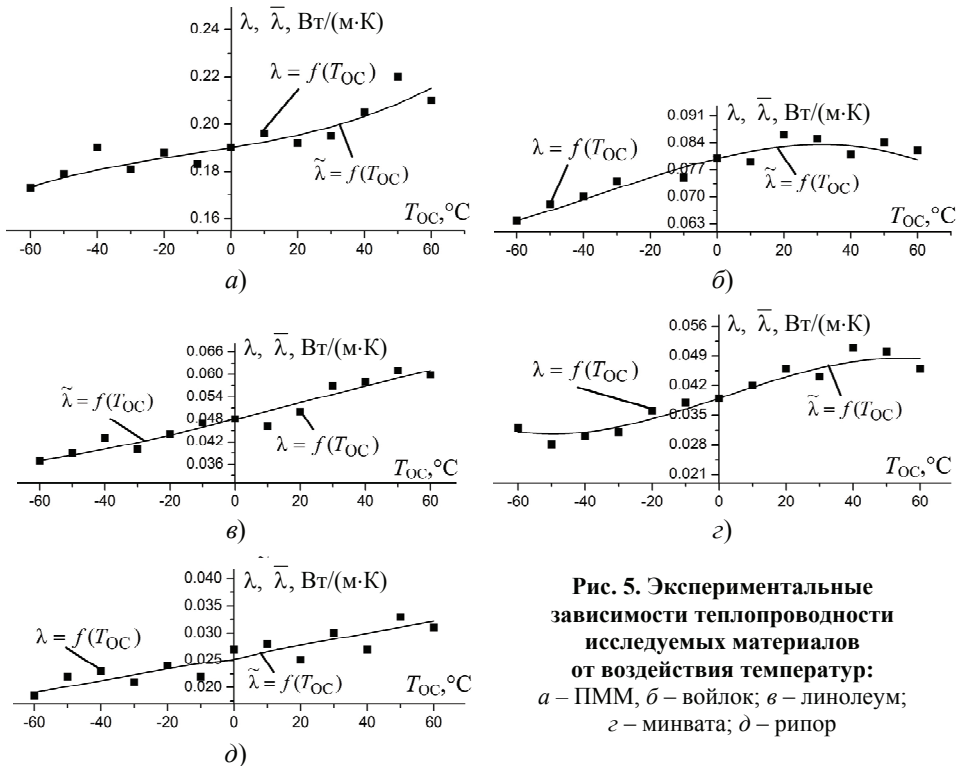 λ, λ̅, Вт/(м·К)
0.24
0.22
0.20
0.18
0.16
λ = f(TОС)
λ̃ = f(TОС)
TОС,°C
-60 -40 -20 0 20 40 60
а)
λ, λ̅, Вт/(м·К)
0.091
0.084
0.077
0.070
0.063
λ = f(TОС)
λ̃ = f(TОС)
TОС,°C
-60 -40 -20 0 20 40 60
б)
λ, λ̅, Вт/(м·К)
0.066
0.060
0.054
0.048
0.042
0.036
λ̃ = f(TОС)
λ = f(TОС)
TОС,°C
-60 -40 -20 0 20 40 60
в)
λ, λ̅, Вт/(м·К)
0.056
0.049
0.042
0.035
0.028
0.021
λ = f(TОС)
λ̃ = f(TОС)
TОС,°C
-60 -40 -20 0 20 40 60
г)
λ, λ̅, Вт/(м·К)
0.040
0.035
0.030
0.025
0.020
λ = f(TОС)
λ̃ = f(TОС)
TОС,°C
-60 -40 -20 0 20 40 60
д)
Рис. 5. Экспериментальные
зависимости теплопроводности
исследуемых материалов
от воздействия температур:
а – ПММ, б – войлок; в – линолеум;
г – минвата; д – рипор